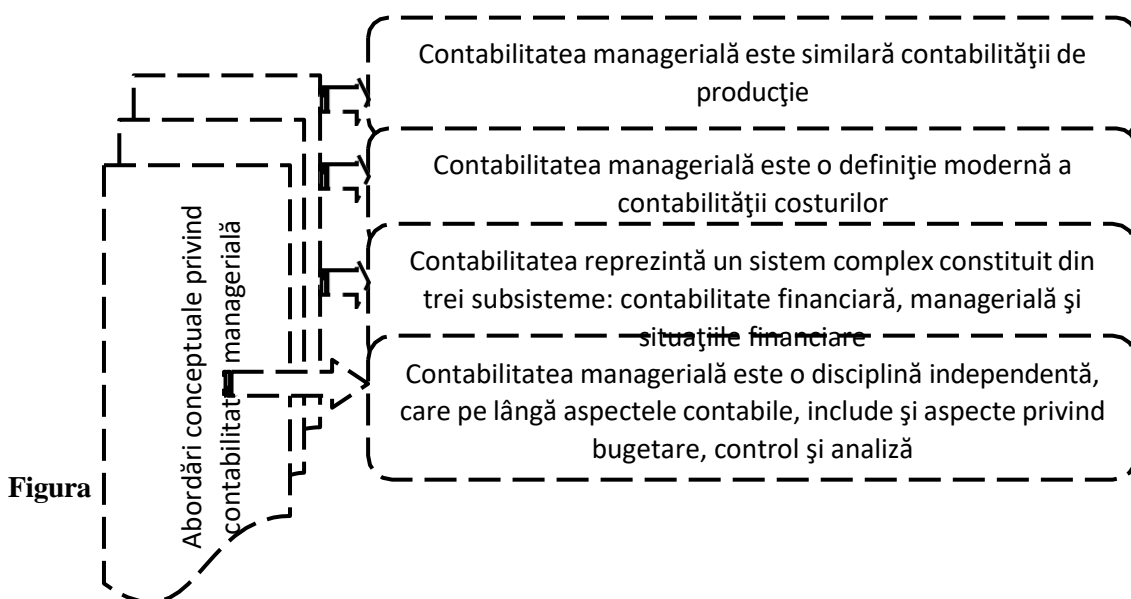 Contabilitatea managerială este similară contabilităţii de
producţie
Contabilitatea managerială este o definiţie modernă a
contabilităţii costurilor
Contabilitatea reprezintă un sistem complex constituit din
trei subsisteme: contabilitate financiară, managerială şi
situaţiile financiare
Contabilitatea managerială este o disciplină independentă,
care pe lângă aspectele contabile, include şi aspecte privind
bugetare, control şi analiză
Abordări conceptuale privind
contabilitate managerială
Figura